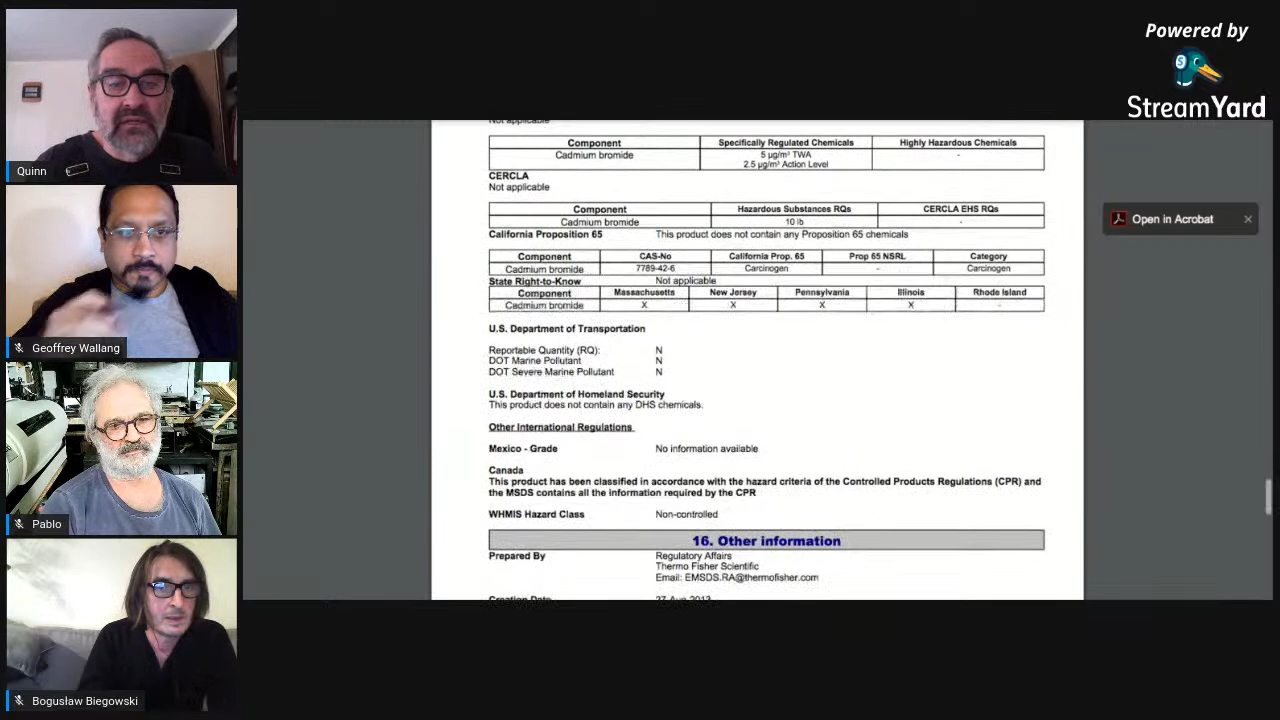 Powered by
StreamYard
Quinn
Geoffrey Wallang
Pablo
Bogusław Biegowski
Open in Acrobat
Not applicable
Component Specifically Regulated Chemicals Highly Hazardous Chemicals
Cadmium bromide 5 µg/m³ TWA -
2.5 µg/m³ Action Level
CERCLA
Not applicable
Component Hazardous Substances RQs CERCLA EHS RQs
Cadmium bromide 10 lb -
California Proposition 65 This product does not contain any Proposition 65 chemicals
Component CAS-No California Prop. 65 Prop 65 NSRL Category
Cadmium bromide 7789-42-6 Carcinogen - Carcinogen
State Right-to-Know Not applicable
Component Massachusetts New Jersey Pennsylvania Illinois Rhode Island
Cadmium bromide X X X X -
U.S. Department of Transportation
Reportable Quantity (RQ): N
DOT Marine Pollutant N
DOT Severe Marine Pollutant N
U.S. Department of Homeland Security
This product does not contain any DHS chemicals.
Other International Regulations
Mexico - Grade No information available
Canada
This product has been classified in accordance with the hazard criteria of the Controlled Products Regulations (CPR) and
the MSDS contains all the information required by the CPR
WHMIS Hazard Class Non-controlled
16. Other information
Prepared By Regulatory Affairs
Thermo Fisher Scientific
Email: EMSDS.RA@thermofisher.com
Creation Date 27-Aug-2013